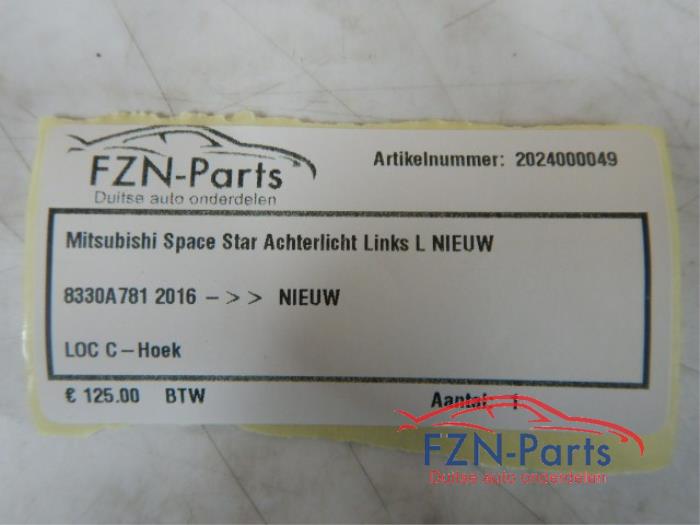 FZN-Parts
Duitse auto onderdelen
Artikelnummer: 2024000049
Mitsubishi Space Star Achterlicht Links L NIEUW
8330A781 2016 –>> NIEUW
LOC C–Hoek
€ 125.00 BTW
Aantal: 1
FZN-Parts
Duitse auto onderdelen